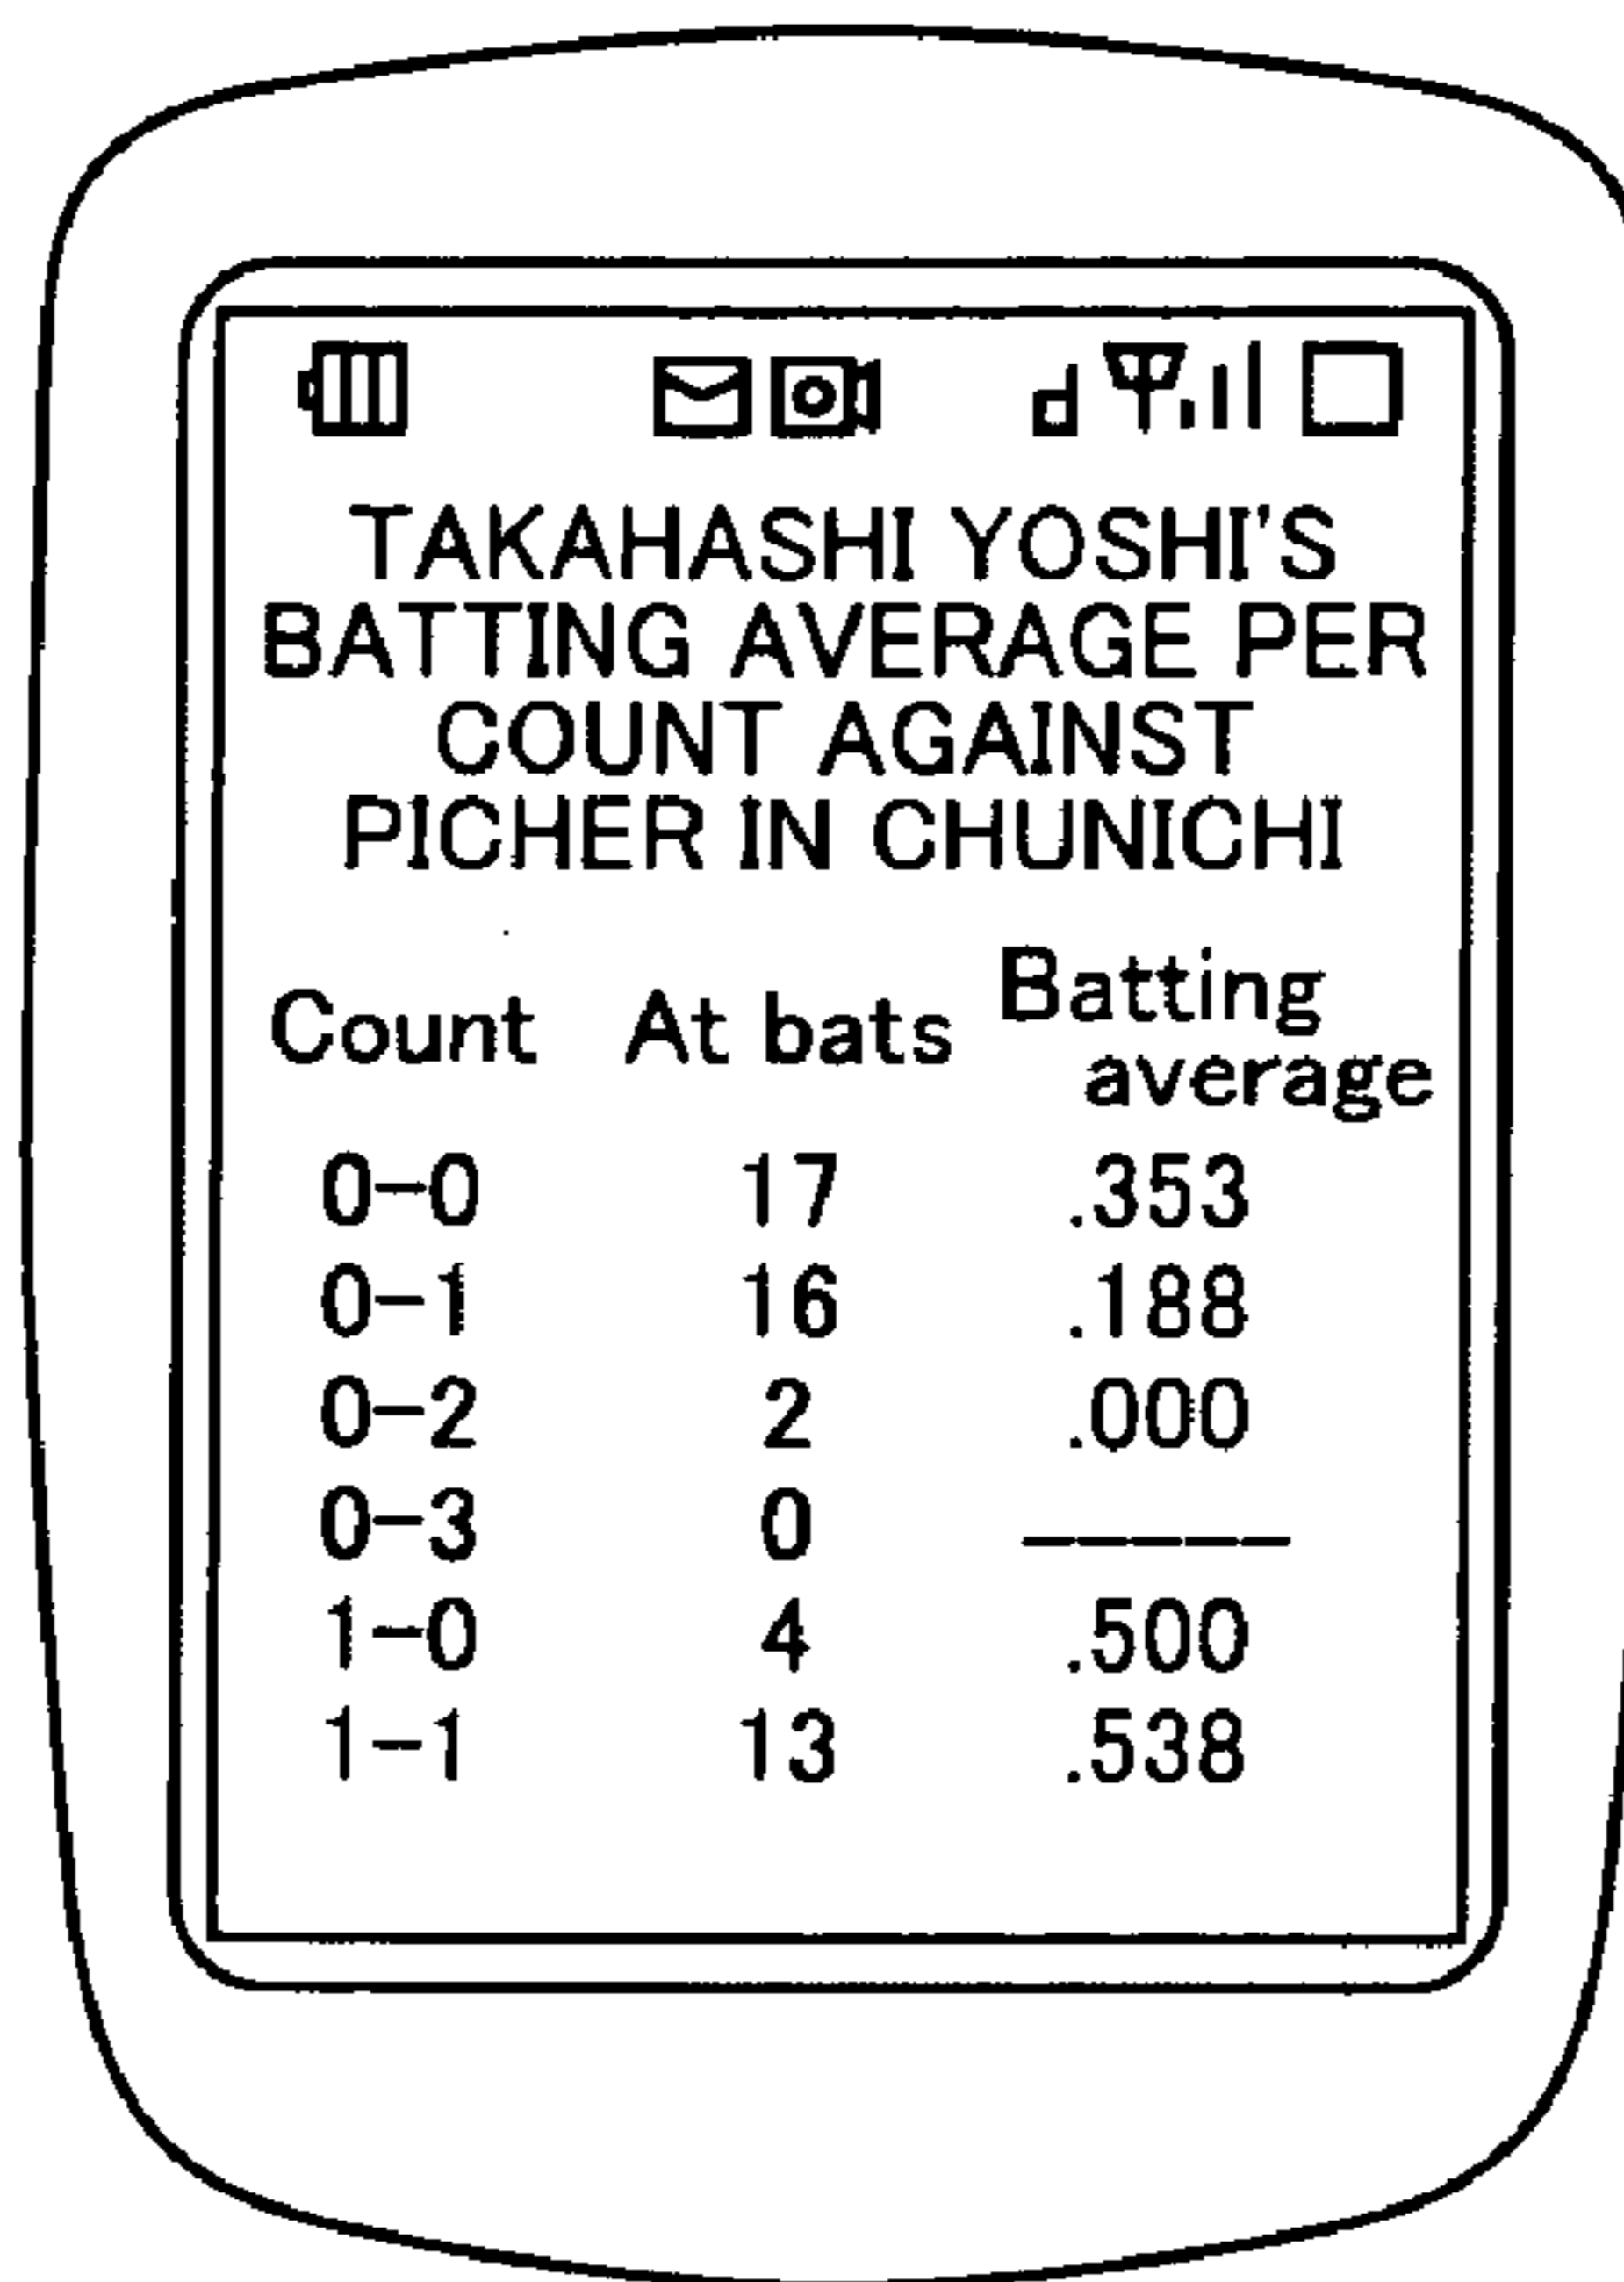 TAKAHASHI YOSHI'S
BATTING AVERAGE PER
COUNT AGAINST
PICHER IN CHUNICHI
Count At bats Batting average
0-0 17 .353
0-1 16 .188
0-2 2 .000
0-3 0 -----
1-0 4 .500
1-1 13 .538